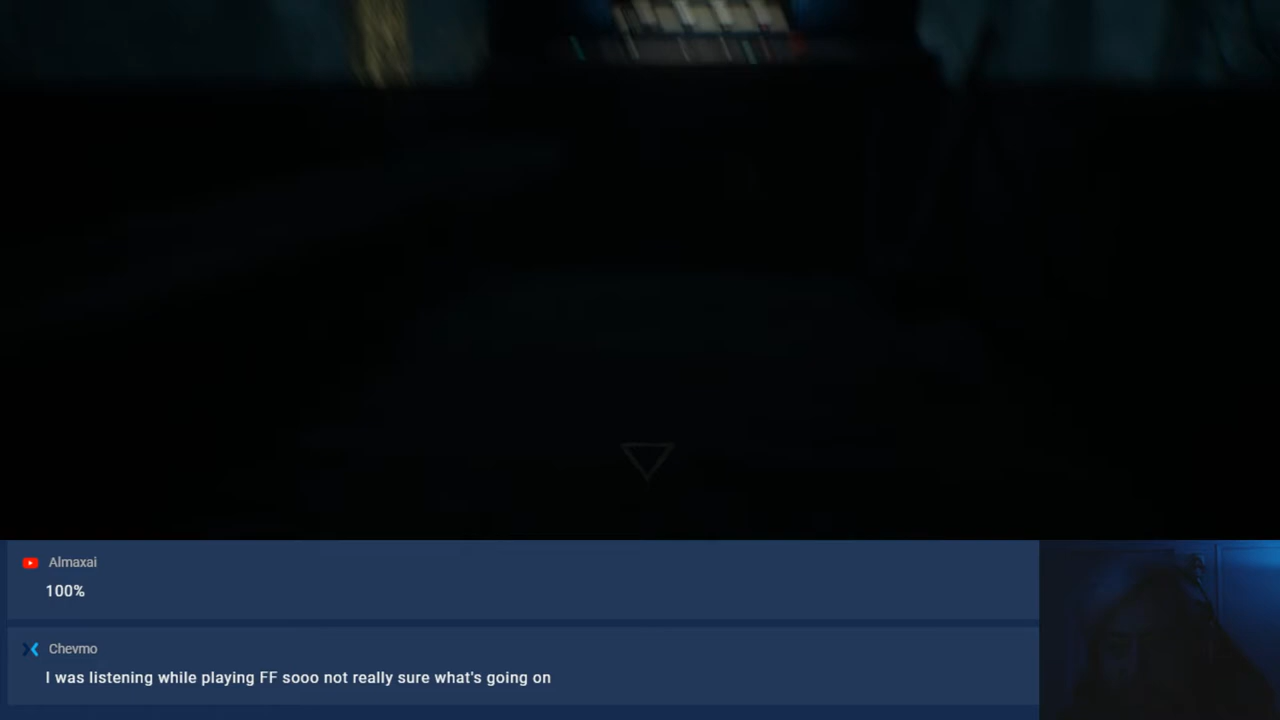 Almaxai
100%
Chevmo
I was listening while playing FF sooo not really sure what's going on